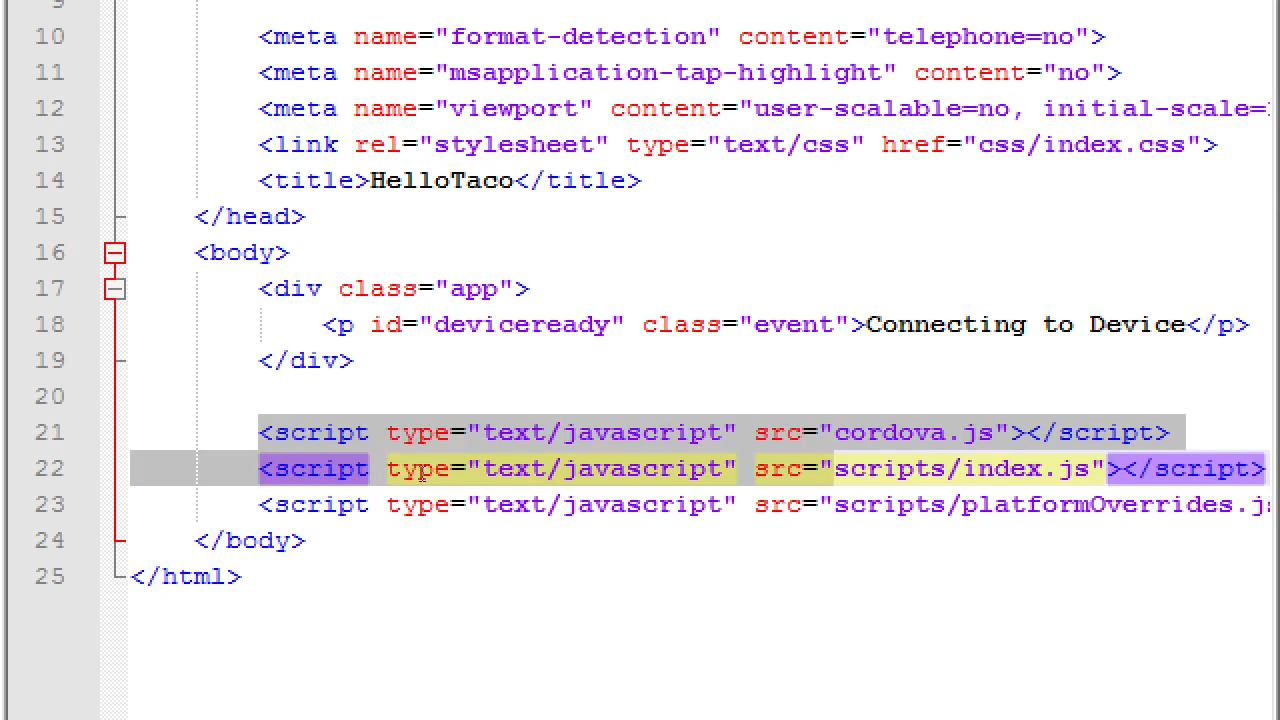 9
10 <meta name="format-detection" content="telephone=no">
11 <meta name="msapplication-tap-highlight" content="no">
12 <meta name="viewport" content="user-scalable=no, initial-scale=
13 <link rel="stylesheet" type="text/css" href="css/index.css">
14 <title>HelloTaco</title>
15 </head>
16 <body>
17 <div class="app">
18 <p id="deviceready" class="event">Connecting to Device</p>
19 </div>
20
21 <script type="text/javascript" src="cordova.js"></script>
22 <script type="text/javascript" src="scripts/index.js"></script>
23 <script type="text/javascript" src="scripts/platformOverrides.j
24 </body>
25 </html>